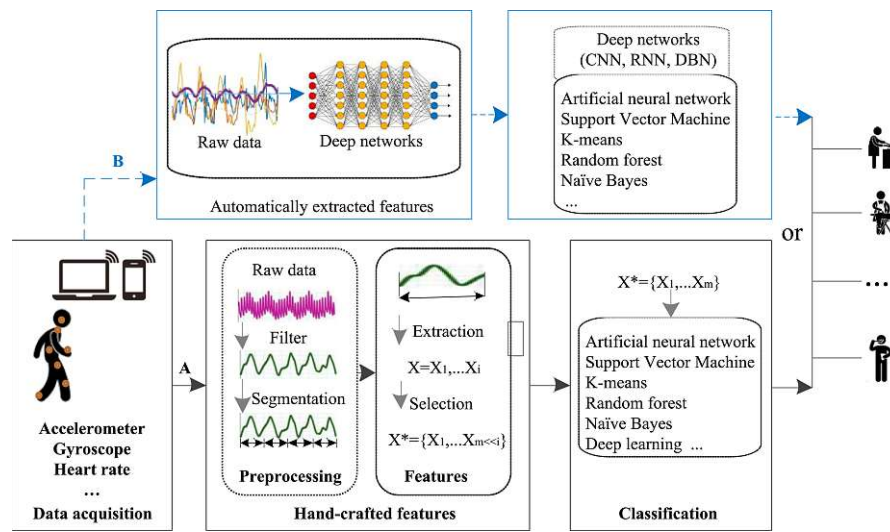 Raw data
Deep networks
Automatically extracted features
Deep networks
(CNN, RNN, DBN)
Artificial neural network
Support Vector Machine
K-means
Random forest
Naïve Bayes
...
B
or
...
A
Accelerometer
Gyroscope
Heart rate
...
Data acquisition
Raw data
Filter
Segmentation
Preprocessing
Extraction
X=X1,...Xi
Selection
X*={X1,...Xm<<i}
Features
Hand-crafted features
X*={X1,...Xm}
Artificial neural network
Support Vector Machine
K-means
Random forest
Naïve Bayes
Deep learning ...
Classification